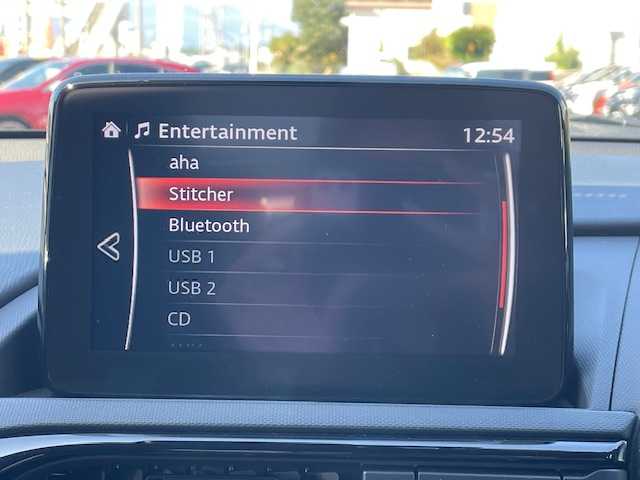 Entertainment 12:54
aha
Stitcher
Bluetooth
USB 1
USB 2
CD